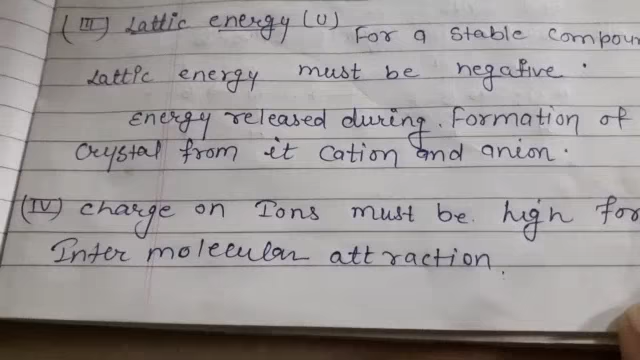 (III) Lattic energy (U) For a stable compoun
Lattic energy must be negative.
energy released during. Formation of
crystal from it cation and anion.
(IV) charge on Ions must be. high for
Inter molecular attraction.